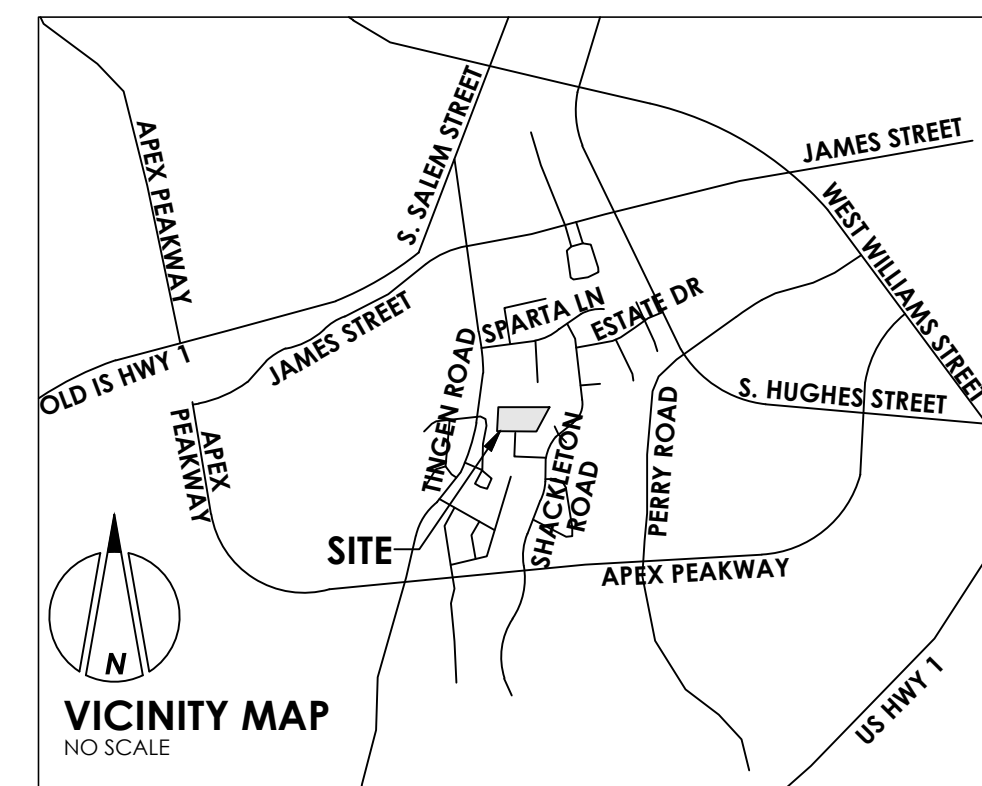 APEX PEAKWAY
S. SALEM STREET
JAMES STREET
WEST WILLIAMS STREET
SPARTA LN
ESTATE DR
OLD IS HWY 1
JAMES STREET
TINGEN ROAD
S. HUGHES STREET
APEX
PEAKWAY
SHACKLETON
ROAD
PERRY ROAD
SITE
APEX PEAKWAY
US HWY 1
N
VICINITY MAP
NO SCALE